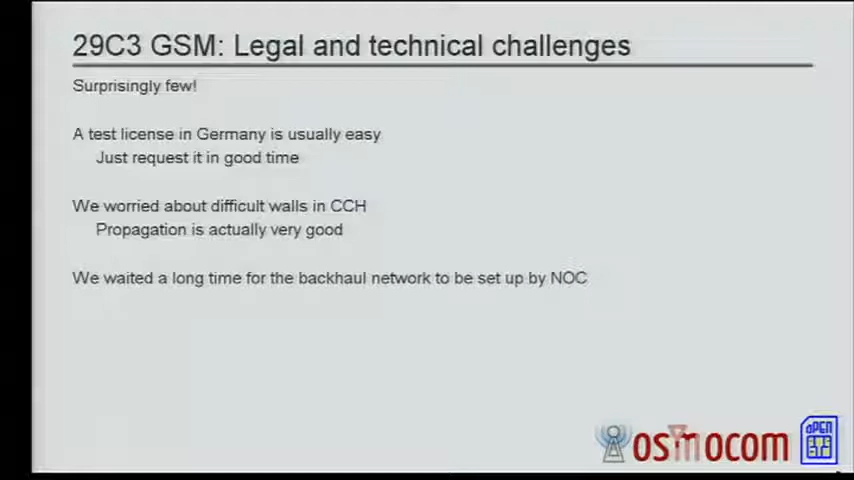 29C3 GSM: Legal and technical challenges
Surprisingly few!
A test license in Germany is usually easy
Just request it in good time
We worried about difficult walls in CCH
Propagation is actually very good
We waited a long time for the backhaul network to be set up by NOC
osmocom
OPEN